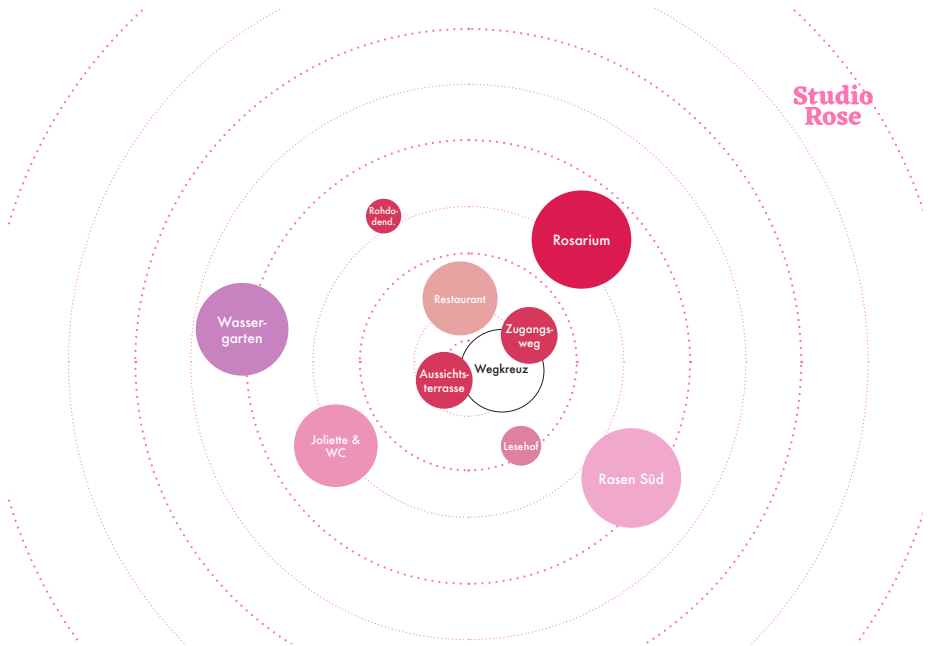 Studio
Rose
Rohdo-
dend.
Rosarium
Restaurant
Wasser-
garten
Zugangs-
weg
Wegkreuz
Aussichts-
terrasse
Joliette &
WC
Lesehof
Rasen Süd